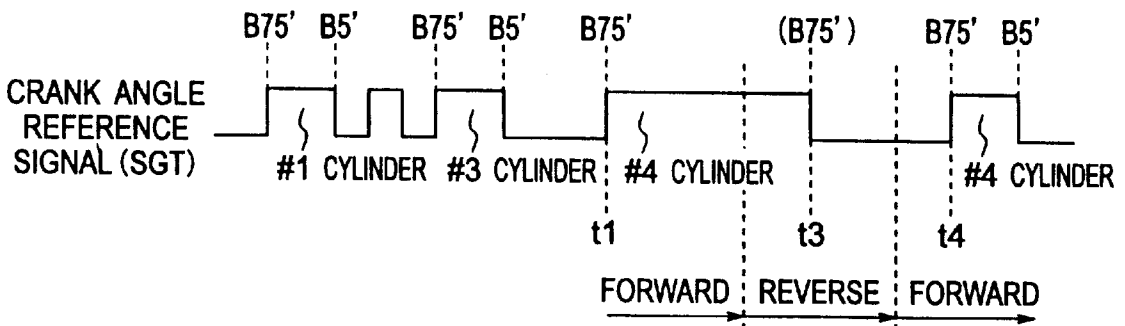 B75' B5' B75' B5' B75' (B75') B75' B5'
CRANK ANGLE
REFERENCE
SIGNAL (SGT)
#1 CYLINDER #3 CYLINDER #4 CYLINDER #4 CYLINDER
t1 t3 t4
FORWARD REVERSE FORWARD